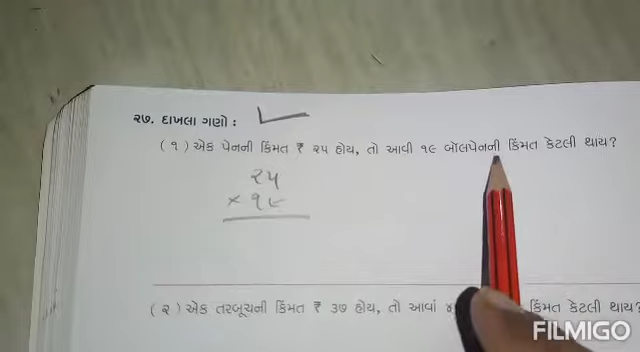 ૨૭. દાખલા ગણો :
(૧) એક પેનની કિંમત ₹ ૨૫ હોય, તો આવી ૧૯ બૉલપેનની કિંમત કેટલી થાય?
૨૫
× ૧૯
(૨) એક તરબૂચની કિંમત ₹ ૩૭ હોય, તો આવાં કિંમત કેટલી થાય?
FILMIGO